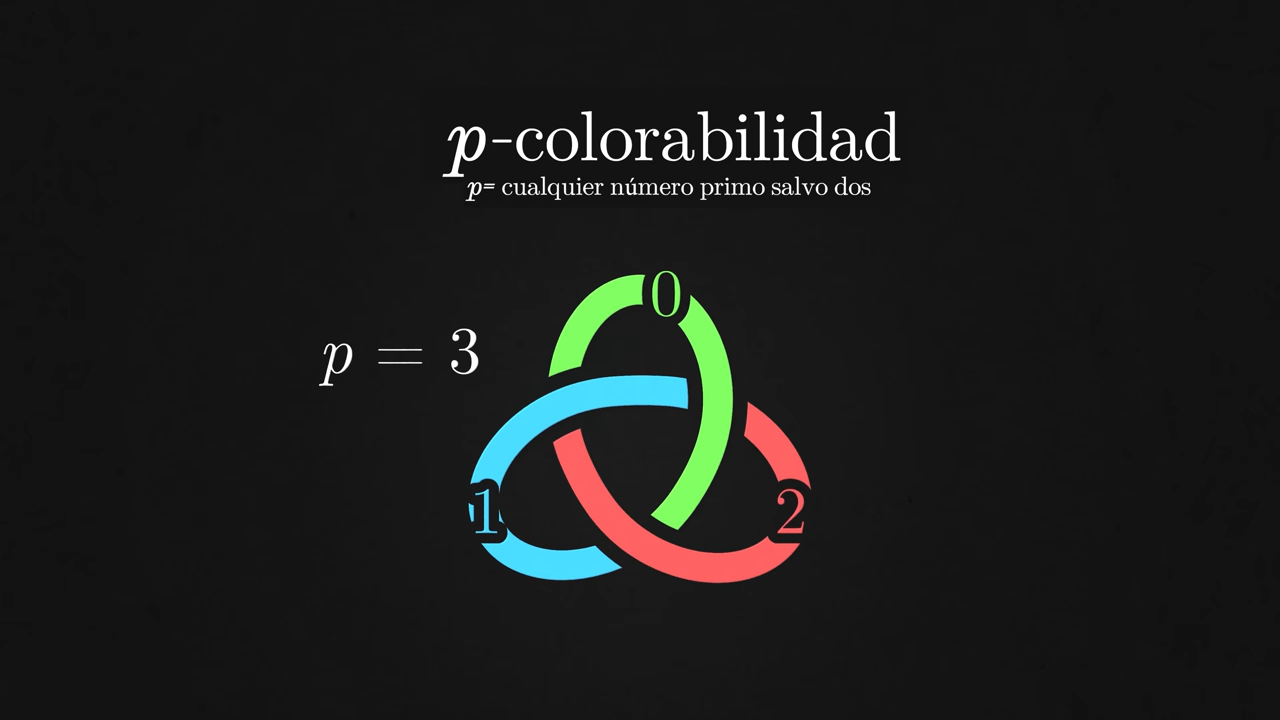 p-colorabilidad
p= cualquier número primo salvo dos
0
p = 3
1
2